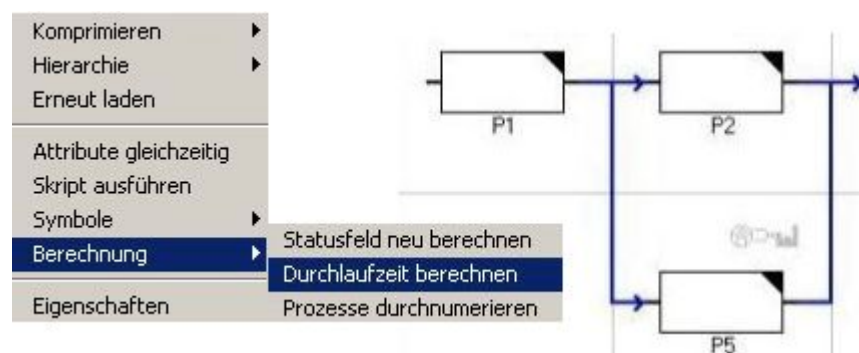 Komprimieren
Hierarchie
Erneut laden
Attribute gleichzeitig
Skript ausführen
Symbole
Berechnung
Eigenschaften
Statusfeld neu berechnen
Durchlaufzeit berechnen
Prozesse durchnumerieren
P1
P2
P5